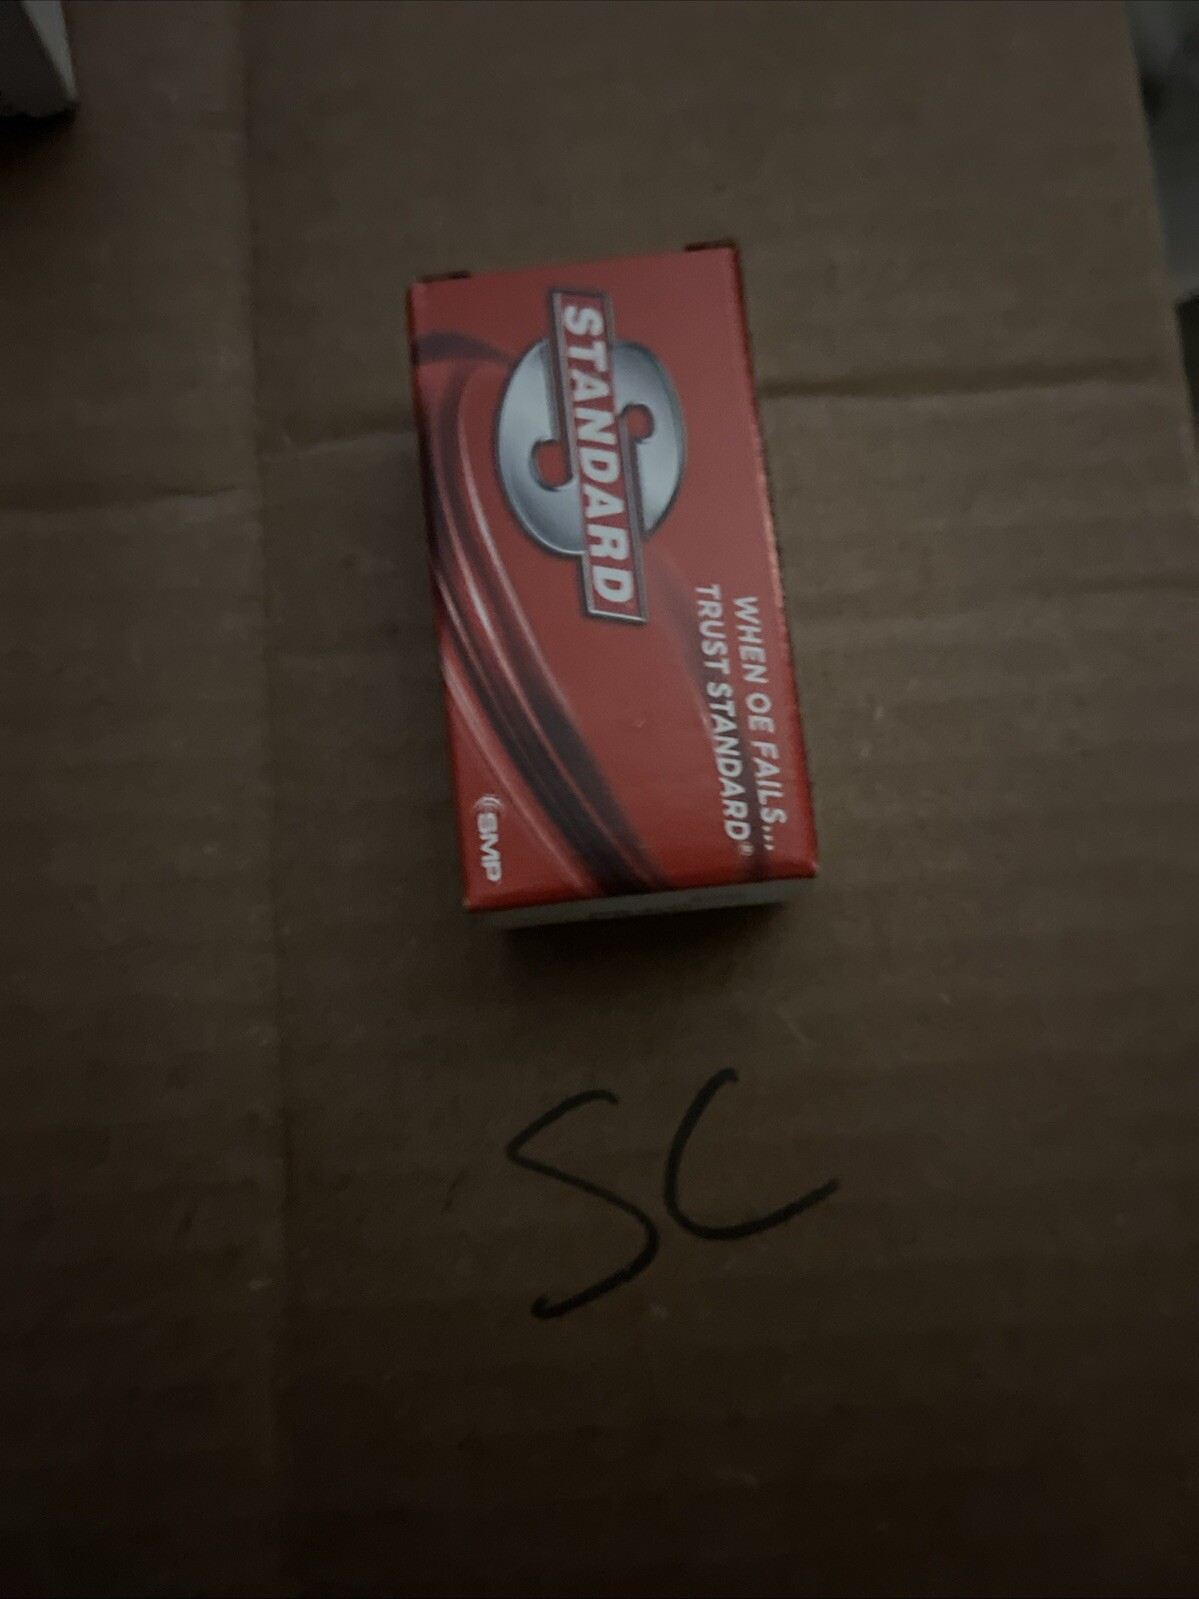 STANDARD
WHEN OE FAILS...
TRUST STANDARD®
SMP
SC